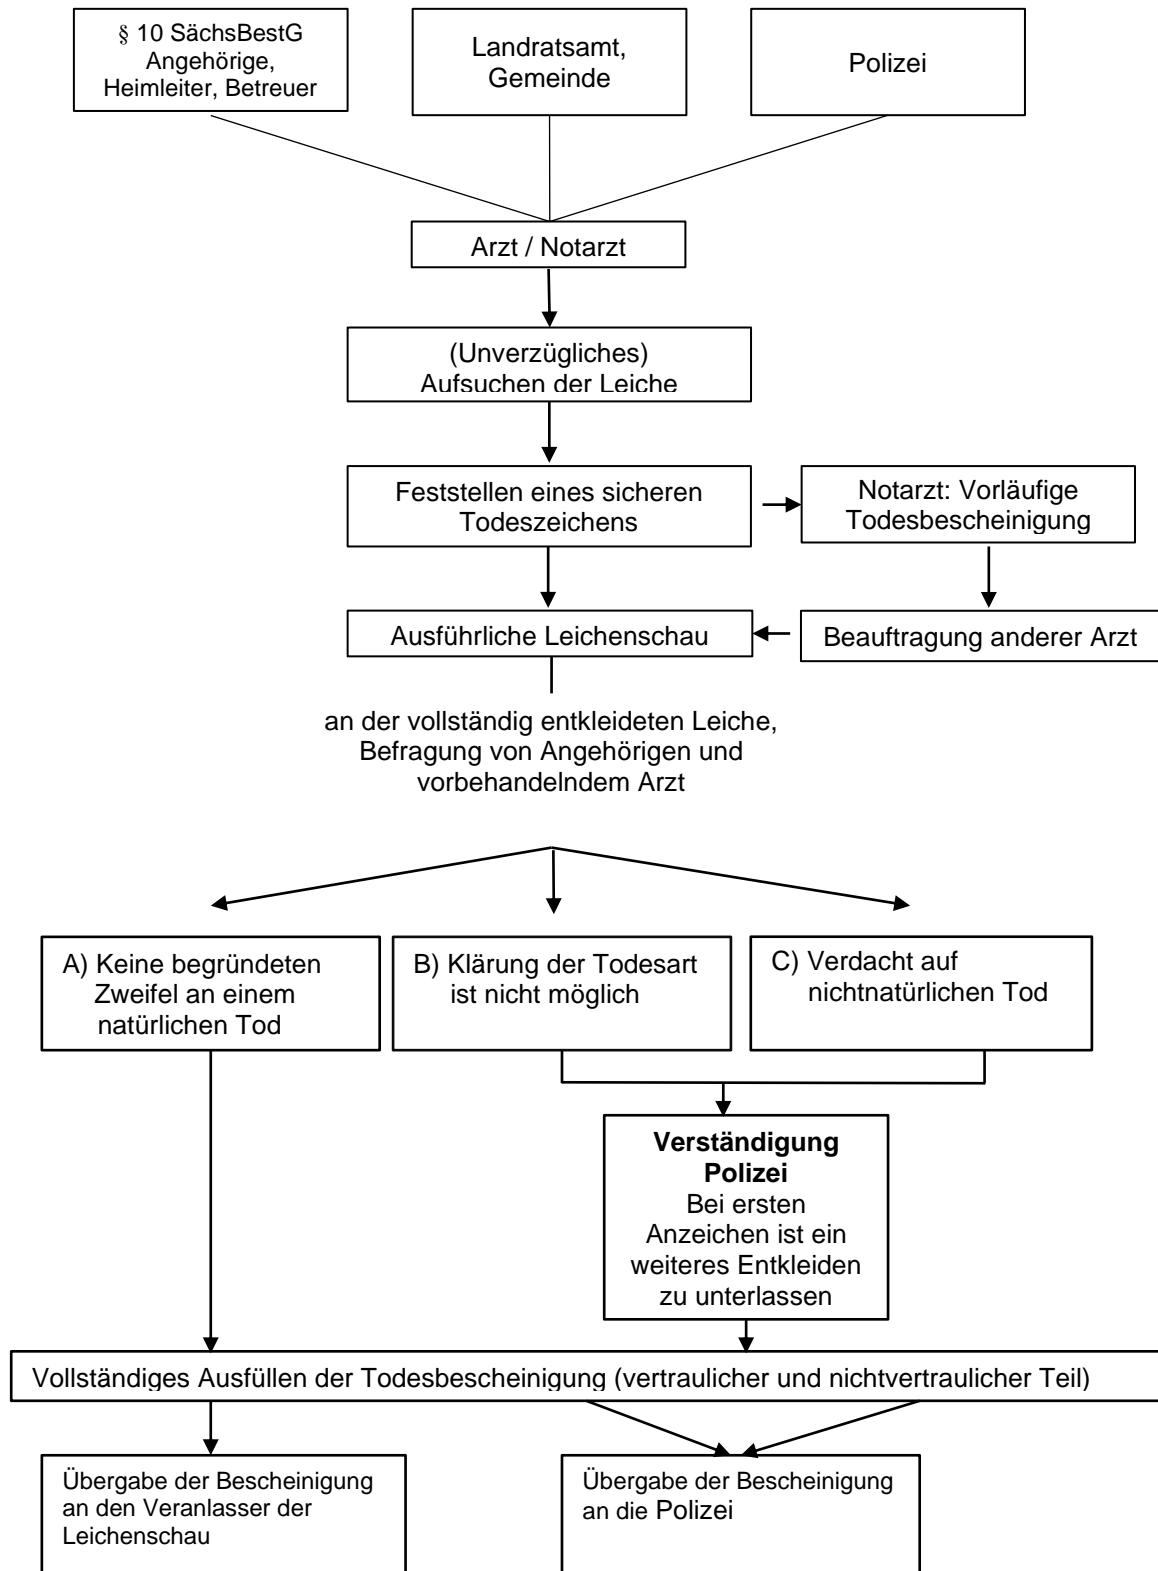 § 10 SächsBestG
Angehörige,
Heimleiter, Betreuer
Landratsamt,
Gemeinde
Polizei
Arzt / Notarzt
(Unverzügliches)
Aufsuchen der Leiche
Feststellen eines sicheren
Todeszeichens
Notarzt: Vorläufige
Todesbescheinigung
Ausführliche Leichenschau
Beauftragung anderer Arzt
an der vollständig entkleideten Leiche,
Befragung von Angehörigen und
vorbehandelndem Arzt
A) Keine begründeten
Zweifel an einem
natürlichen Tod
B) Klärung der Todesart
ist nicht möglich
C) Verdacht auf
nichtnatürlichen Tod
Verständigung
Polizei
Bei ersten
Anzeichen ist ein
weiteres Entkleiden
zu unterlassen
Vollständiges Ausfüllen der Todesbescheinigung (vertraulicher und nichtvertraulicher Teil)
Übergabe der Bescheinigung
an den Veranlasser der
Leichenschau
Übergabe der Bescheinigung
an die Polizei